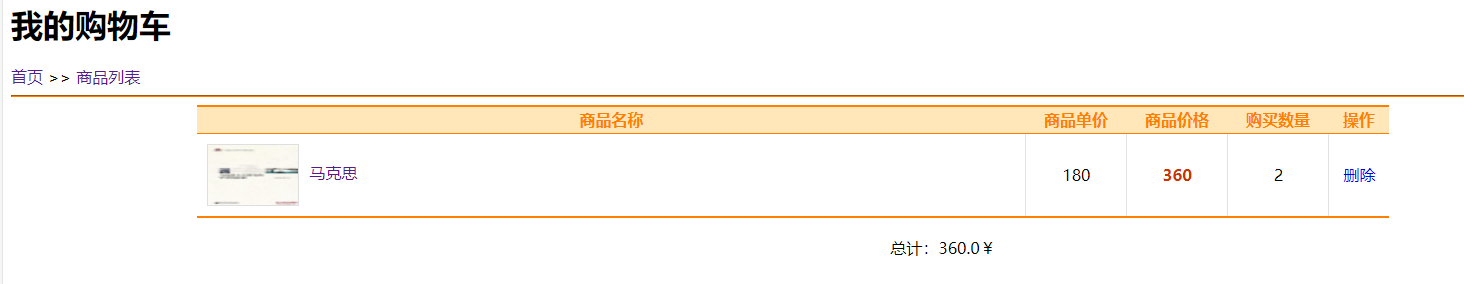 我的购物车
首页 >> 商品列表
商品名称 商品单价 商品价格 购买数量 操作
马克思 180 360 2 删除
总计：360.0￥